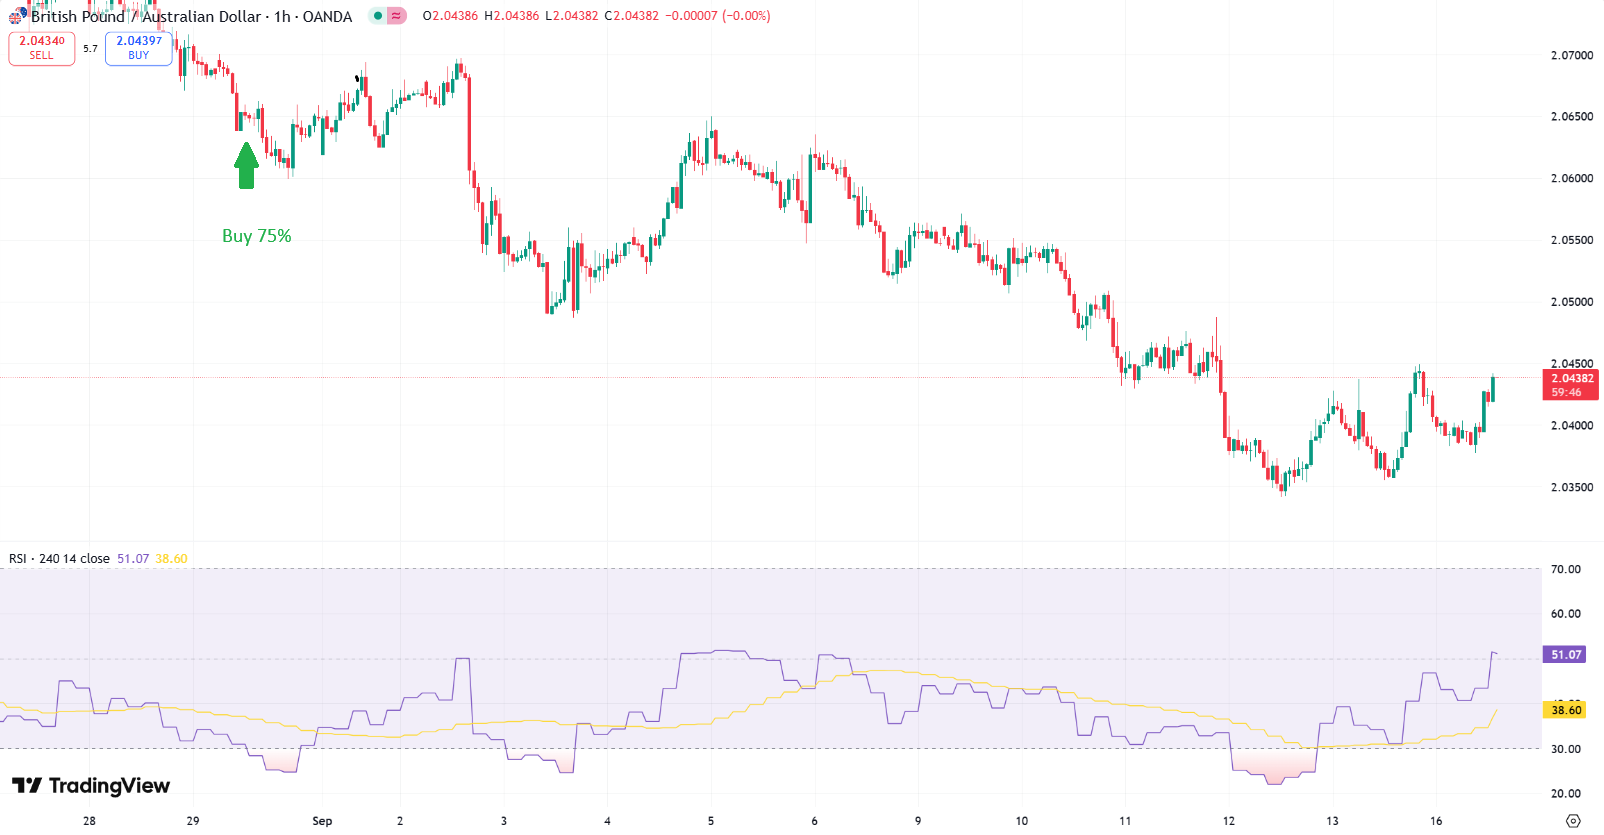 British Pound / Australian Dollar · 1h · OANDA
O2.04386 H2.04386 L2.04382 C2.04382 −0.00007 (−0.00%)
2.04340
SELL
5.7
2.04397
BUY
2.07000
2.06500
2.06000
2.05500
2.05000
2.04500
2.04382
59:46
2.04000
2.03500
Buy 75%
RSI · 240 14 close 51.07 38.60
70.00
60.00
51.07
38.60
30.00
20.00
TradingView
28 29 Sep 2 3 4 5 6 9 10 11 12 13 16